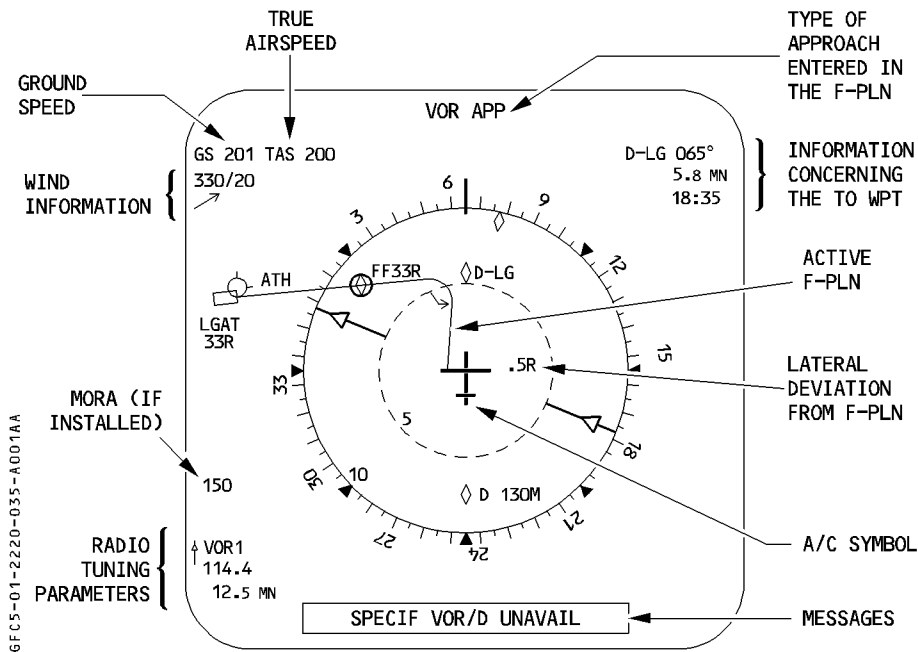 TRUE
AIRSPEED
TYPE OF
APPROACH
ENTERED IN
THE F-PLN
GROUND
SPEED
VOR APP
GS 201 TAS 200
330/20
WIND
INFORMATION
D-LG 065°
5.8 MN
18:35
INFORMATION
CONCERNING
THE TO WPT
6
9
3
12
ATH
FF33R
D-LG
ACTIVE
F-PLN
LGAT
33R
.5R
15
LATERAL
DEVIATION
FROM F-PLN
33
MORA (IF
INSTALLED)
5
18
150
30
10
D 130M
21
27
24
RADIO
TUNING
PARAMETERS
VOR1
114.4
12.5 MN
A/C SYMBOL
SPECIF VOR/D UNAVAIL
MESSAGES
GFC5-01-2220-035-A001AA